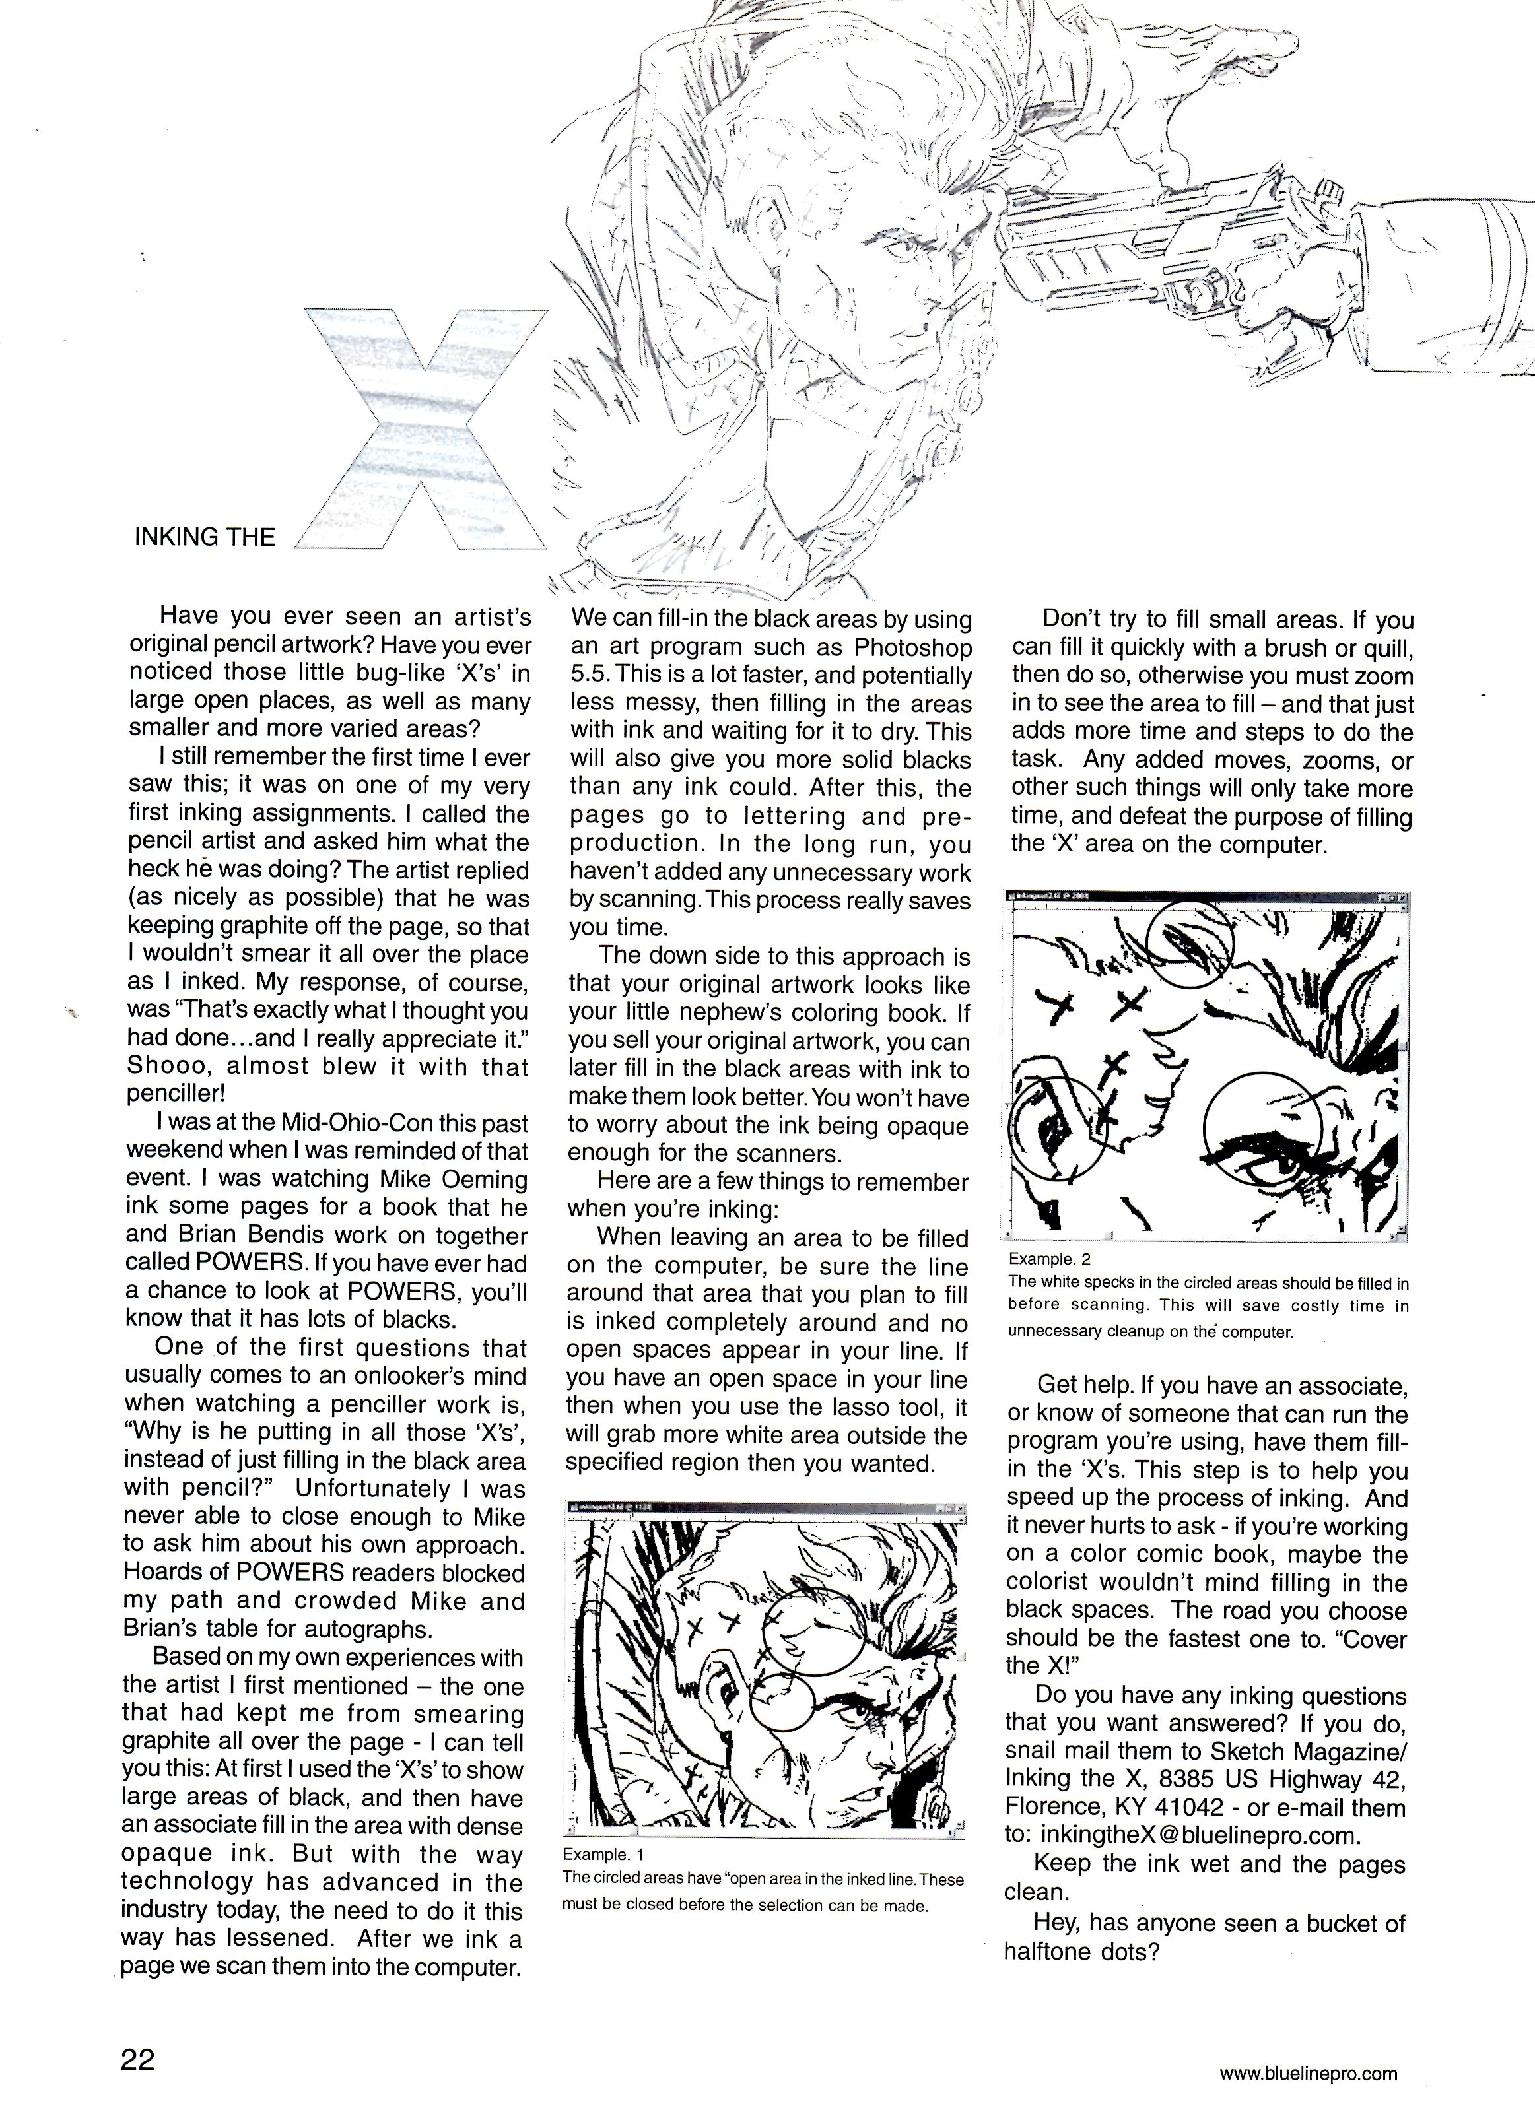 INKING THE X
Have you ever seen an artist's
original pencil artwork? Have you ever
noticed those little bug-like ‘X's’ in
large open places, as well as many
smaller and more varied areas?
I still remember the first time I ever
saw this; it was on one of my very
first inking assignments. I called the
pencil artist and asked him what the
heck he was doing? The artist replied
(as nicely as possible) that he was
keeping graphite off the page, so that
I wouldn't smear it all over the place
as I inked. My response, of course,
was “That's exactly what I thought you
had done...and I really appreciate it.”
Shooo, almost blew it with that
penciller!
I was at the Mid-Ohio-Con this past
weekend when I was reminded of that
event. I was watching Mike Oeming
ink some pages for a book that he
and Brian Bendis work on together
called POWERS. If you have ever had
a chance to look at POWERS, you'll
know that it has lots of blacks.
One of the first questions that
usually comes to an onlooker's mind
when watching a penciller work is,
“Why is he putting in all those ‘X's’,
instead of just filling in the black area
with pencil?” Unfortunately I was
never able to close enough to Mike
to ask him about his own approach.
Hoards of POWERS readers blocked
my path and crowded Mike and
Brian's table for autographs.
Based on my own experiences with
the artist I first mentioned – the one
that had kept me from smearing
graphite all over the page - I can tell
you this: At first I used the ‘X's’ to show
large areas of black, and then have
an associate fill in the area with dense
opaque ink. But with the way
technology has advanced in the
industry today, the need to do it this
way has lessened. After we ink a
page we scan them into the computer.
We can fill-in the black areas by using
an art program such as Photoshop
5.5. This is a lot faster, and potentially
less messy, then filling in the areas
with ink and waiting for it to dry. This
will also give you more solid blacks
than any ink could. After this, the
pages go to lettering and pre-
production. In the long run, you
haven't added any unnecessary work
by scanning. This process really saves
you time.
The down side to this approach is
that your original artwork looks like
your little nephew's coloring book. If
you sell your original artwork, you can
later fill in the black areas with ink to
make them look better. You won't have
to worry about the ink being opaque
enough for the scanners.
Here are a few things to remember
when you're inking:
When leaving an area to be filled
on the computer, be sure the line
around that area that you plan to fill
is inked completely around and no
open spaces appear in your line. If
you have an open space in your line
then when you use the lasso tool, it
will grab more white area outside the
specified region then you wanted.
Example. 1
The circled areas have “open area in the inked line. These
must be closed before the selection can be made.
Don't try to fill small areas. If you
can fill it quickly with a brush or quill,
then do so, otherwise you must zoom
in to see the area to fill – and that just
adds more time and steps to do the
task. Any added moves, zooms, or
other such things will only take more
time, and defeat the purpose of filling
the ‘X’ area on the computer.
Example. 2
The white specks in the circled areas should be filled in
before scanning. This will save costly time in
unnecessary cleanup on the computer.
Get help. If you have an associate,
or know of someone that can run the
program you're using, have them fill-
in the ‘X's. This step is to help you
speed up the process of inking. And
it never hurts to ask - if you're working
on a color comic book, maybe the
colorist wouldn't mind filling in the
black spaces. The road you choose
should be the fastest one to. “Cover
the X!”
Do you have any inking questions
that you want answered? If you do,
snail mail them to Sketch Magazine/
Inking the X, 8385 US Highway 42,
Florence, KY 41042 - or e-mail them
to: inkingtheX@bluelinepro.com.
Keep the ink wet and the pages
clean.
Hey, has anyone seen a bucket of
halftone dots?
22
www.bluelinepro.com